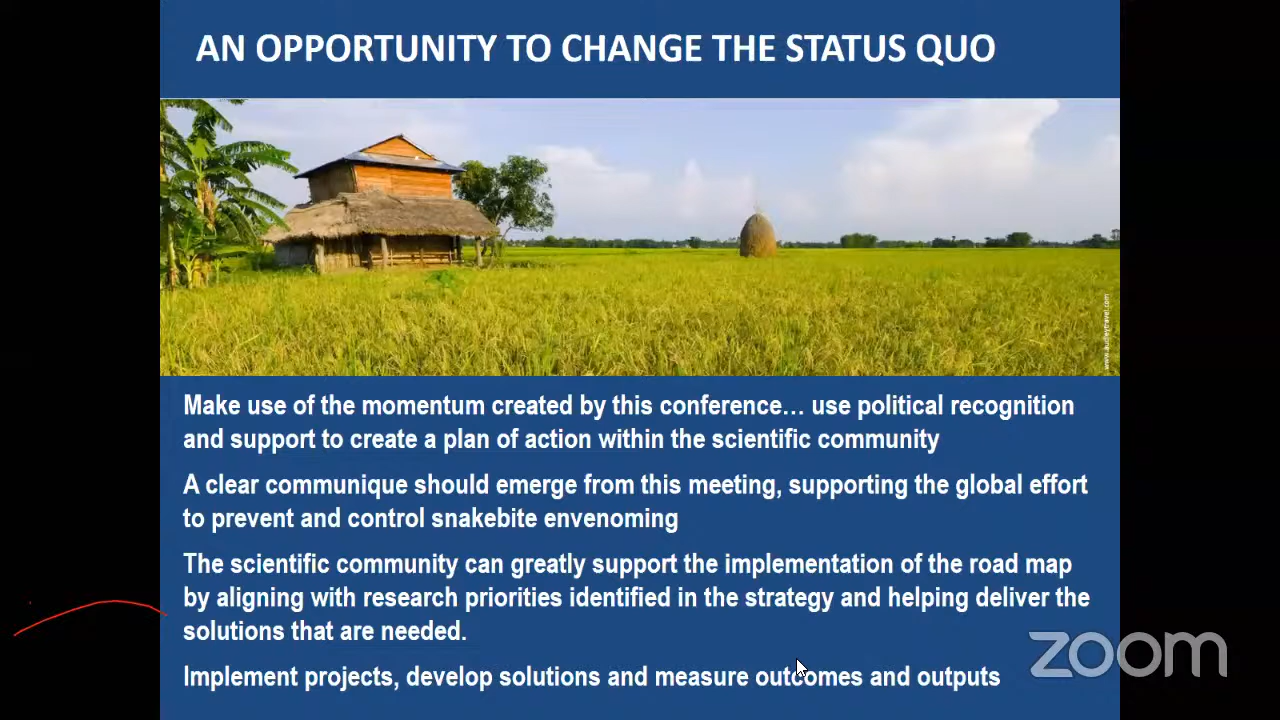 AN OPPORTUNITY TO CHANGE THE STATUS QUO
www.audleytravel.com
Make use of the momentum created by this conference… use political recognition
and support to create a plan of action within the scientific community
A clear communique should emerge from this meeting, supporting the global effort
to prevent and control snakebite envenoming
The scientific community can greatly support the implementation of the road map
by aligning with research priorities identified in the strategy and helping deliver the
solutions that are needed.
zoom
Implement projects, develop solutions and measure outcomes and outputs